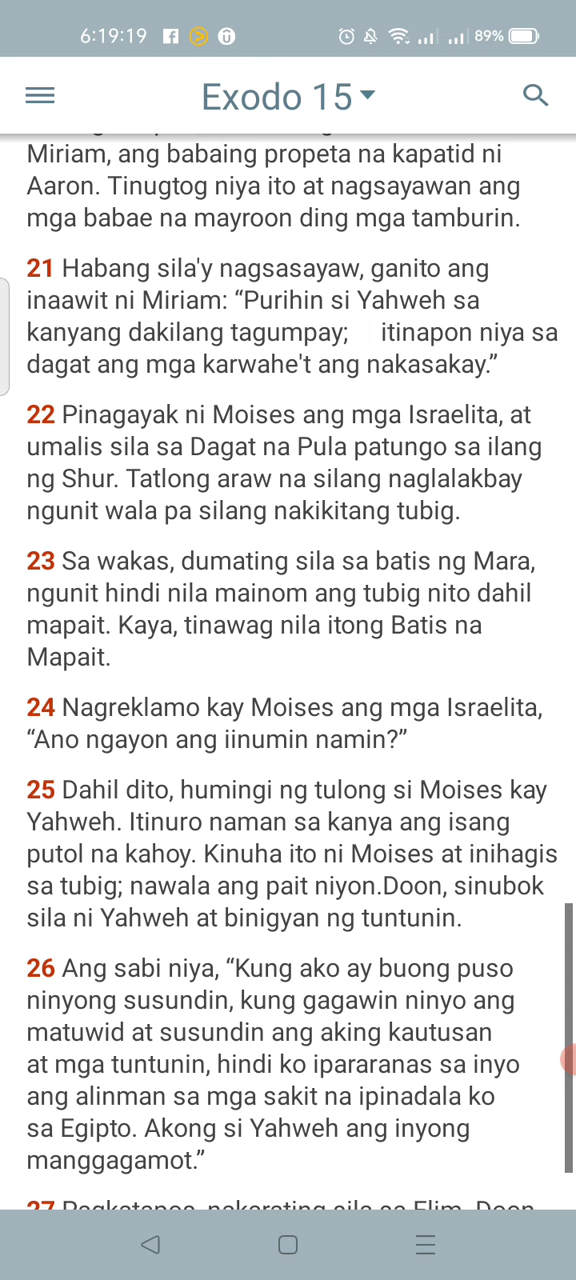 6:19:19
89%
Exodo 15
Miriam, ang babaing propeta na kapatid ni
Aaron. Tinugtog niya ito at nagsayawan ang
mga babae na mayroon ding mga tamburin.
21 Habang sila'y nagsasayaw, ganito ang
inaawit ni Miriam: “Purihin si Yahweh sa
kanyang dakilang tagumpay;    itinapon niya sa
dagat ang mga karwahe't ang nakasakay.”
22 Pinagayak ni Moises ang mga Israelita, at
umalis sila sa Dagat na Pula patungo sa ilang
ng Shur. Tatlong araw na silang naglalakbay
ngunit wala pa silang nakikitang tubig.
23 Sa wakas, dumating sila sa batis ng Mara,
ngunit hindi nila mainom ang tubig nito dahil
mapait. Kaya, tinawag nila itong Batis na
Mapait.
24 Nagreklamo kay Moises ang mga Israelita,
“Ano ngayon ang iinumin namin?”
25 Dahil dito, humingi ng tulong si Moises kay
Yahweh. Itinuro naman sa kanya ang isang
putol na kahoy. Kinuha ito ni Moises at inihagis
sa tubig; nawala ang pait niyon.Doon, sinubok
sila ni Yahweh at binigyan ng tuntunin.
26 Ang sabi niya, “Kung ako ay buong puso
ninyong susundin, kung gagawin ninyo ang
matuwid at susundin ang aking kautusan
at mga tuntunin, hindi ko ipararanas sa inyo
ang alinman sa mga sakit na ipinadala ko
sa Egipto. Akong si Yahweh ang inyong
manggagamot.”
27 Pagkatapos, nakarating sila sa Elim. Doon